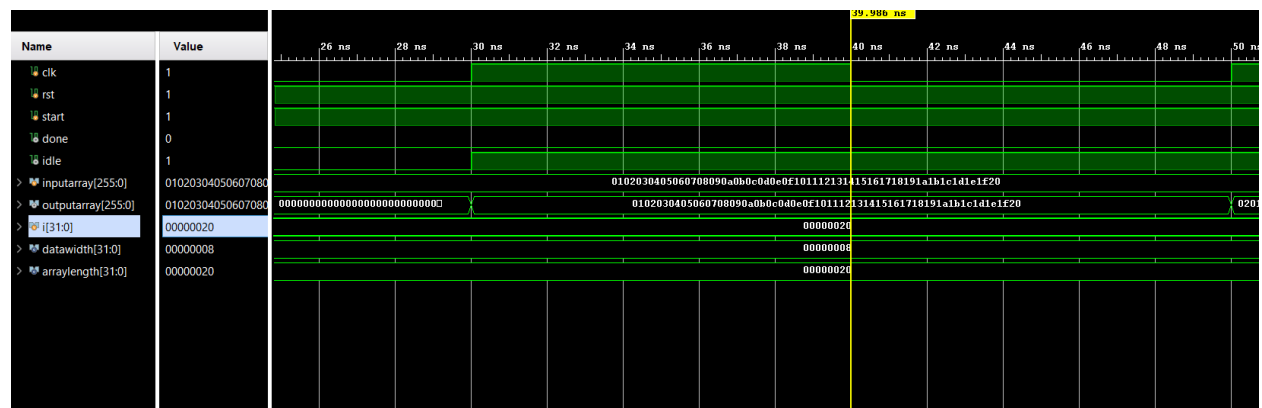 39.986 ns
Name Value 26 ns 28 ns 30 ns 32 ns 34 ns 36 ns 38 ns 40 ns 42 ns 44 ns 46 ns 48 ns 50 n
clk 1
rst 1
start 1
done 0
idle 1
inputarray[255:0] 01020304050607080 0102030405060708090a0b0c0d0e0f101112131415161718191a1b1c1d1e1f20
outputarray[255:0] 01020304050607080 00000000000000000000000000 0102030405060708090a0b0c0d0e0f101112131415161718191a1b1c1d1e1f20 0201
i[31:0] 00000020 00000020
datawidth[31:0] 00000008 00000008
arraylength[31:0] 00000020 00000020